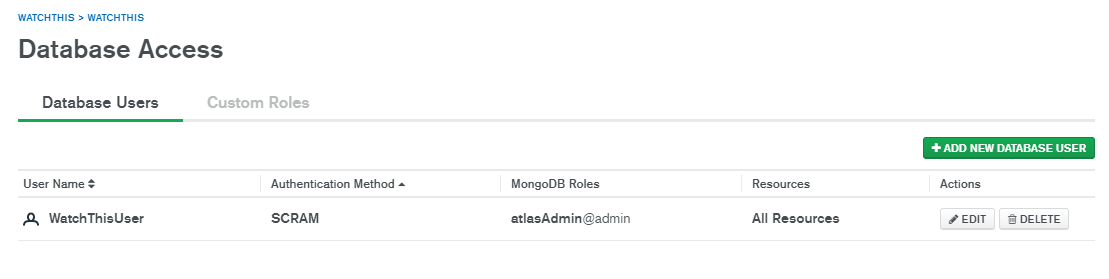 WATCHTHIS > WATCHTHIS
Database Access
Database Users Custom Roles
+ ADD NEW DATABASE USER
User Name Authentication Method MongoDB Roles Resources Actions
WatchThisUser SCRAM atlasAdmin@admin All Resources EDIT DELETE